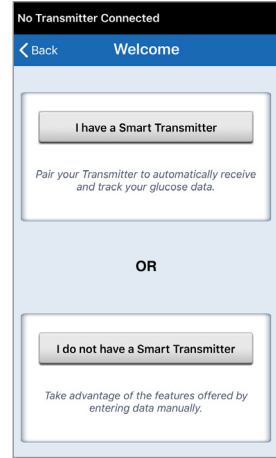 No Transmitter Connected
Back Welcome
I have a Smart Transmitter
Pair your Transmitter to automatically receive
and track your glucose data.
OR
I do not have a Smart Transmitter
Take advantage of the features offered by
entering data manually.